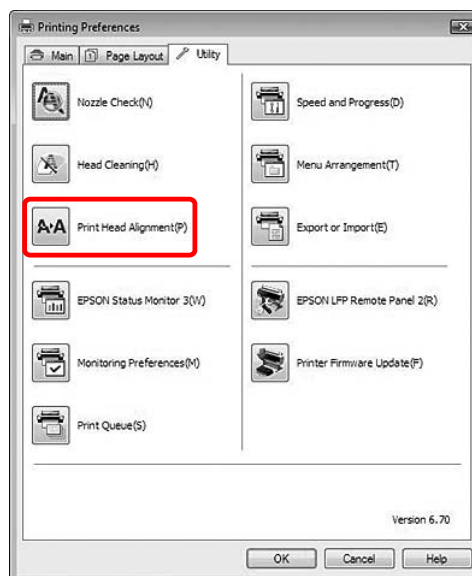 Printing Preferences
Main
Page Layout
Utility
Nozzle Check(N)
Speed and Progress(D)
Head Cleaning(H)
Menu Arrangement(T)
Print Head Alignment(P)
Export or Import(E)
EPSON Status Monitor 3(W)
EPSON LFP Remote Panel 2(R)
Monitoring Preferences(M)
Printer Firmware Update(F)
Print Queue(S)
Version 6.70
OK
Cancel
Help